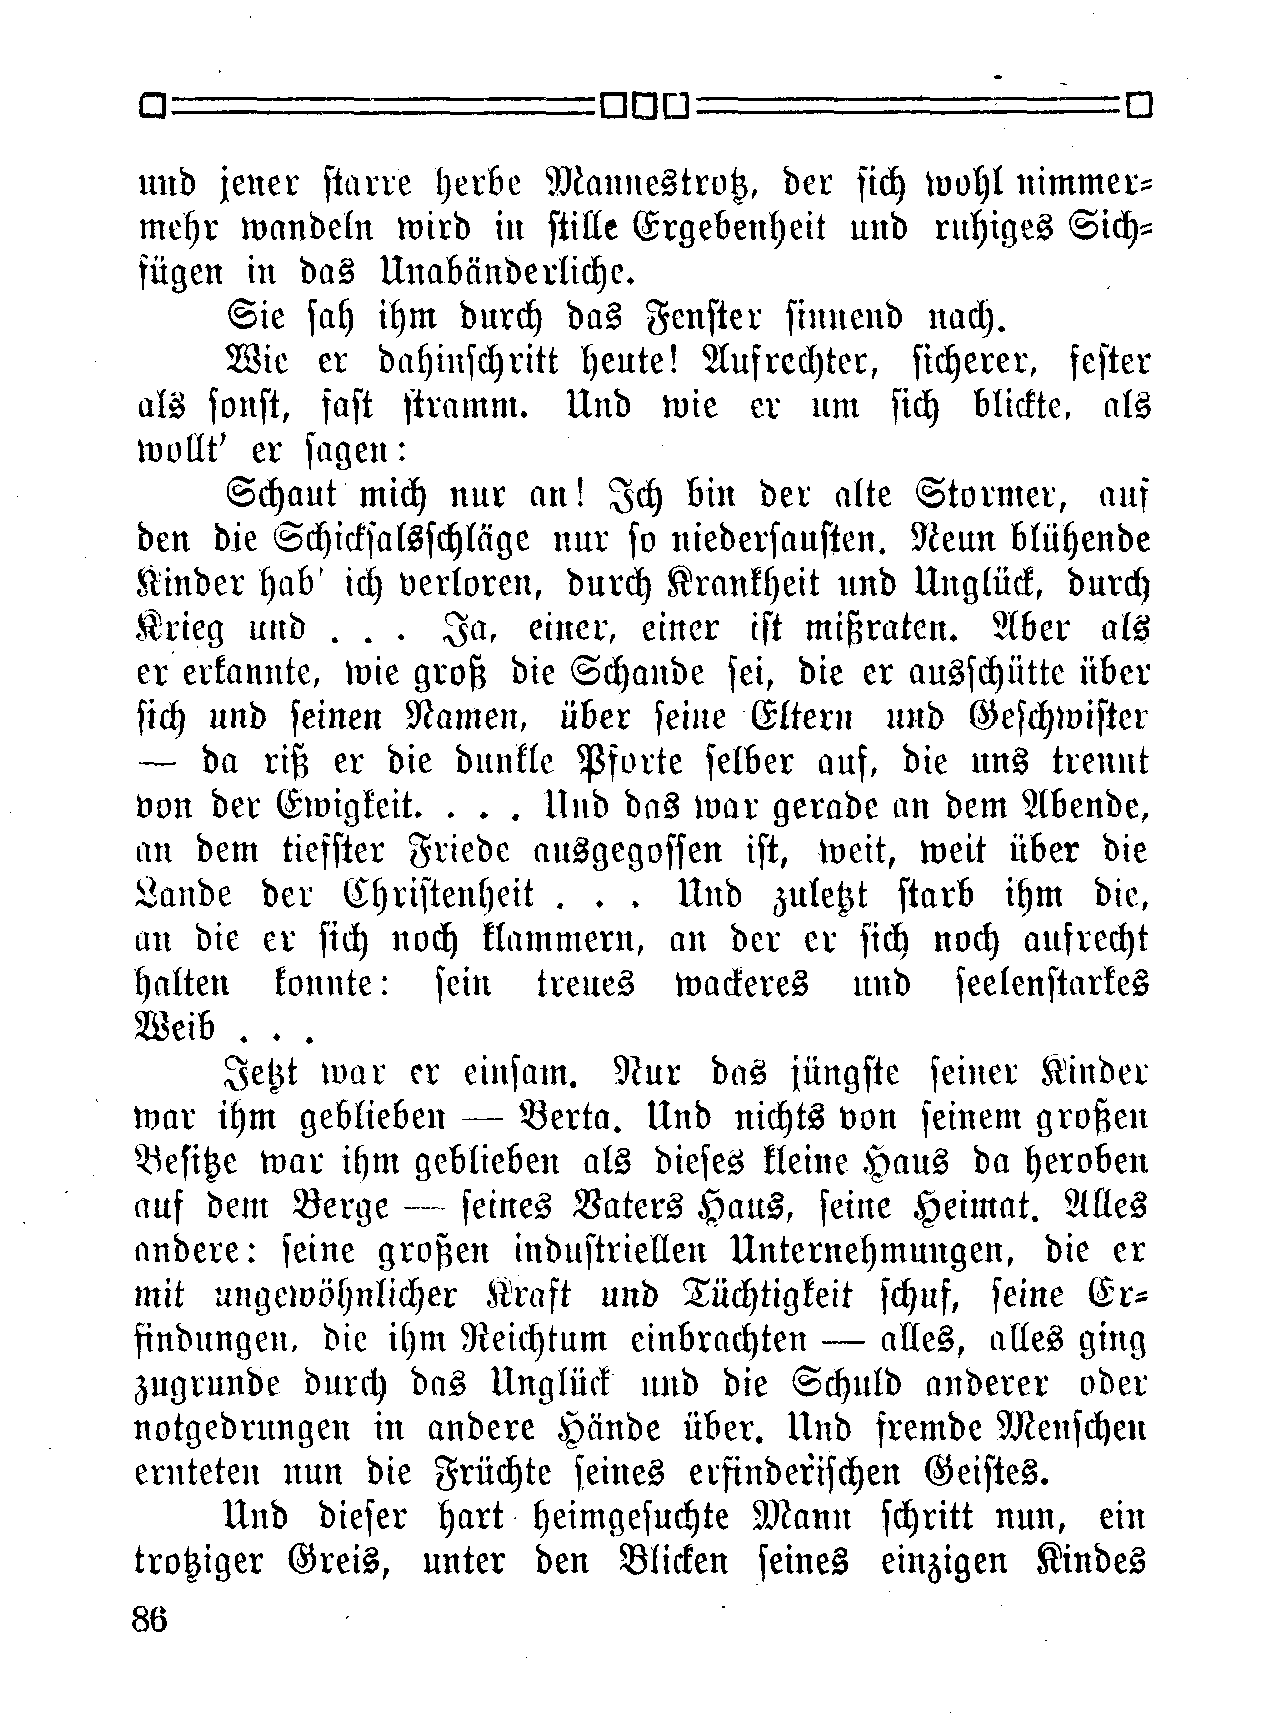 und jener starre herbe Mannestrotz, der sich wohl nimmer-
mehr wandeln wird in stille Ergebenheit und ruhiges Sich-
fügen in das Unabänderliche.
Sie sah ihm durch das Fenster sinnend nach.
Wie er dahinschritt heute! Aufrechter, sicherer, fester
als sonst, fast stramm. Und wie er um sich blickte, als
wollt' er sagen:
Schaut mich nur an! Ich bin der alte Stormer, auf
den die Schicksalsschläge nur so niedersausten. Neun blühende
Kinder hab' ich verloren, durch Krankheit und Unglück, durch
Krieg und . . . Ja, einer, einer ist mißraten. Aber als
er erkannte, wie groß die Schande sei, die er ausschütte über
sich und seinen Namen, über seine Eltern und Geschwister
— da riß er die dunkle Pforte selber auf, die uns trennt
von der Ewigkeit. . . . Und das war gerade an dem Abende,
an dem tiefster Friede ausgegossen ist, weit, weit über die
Lande der Christenheit . . . Und zuletzt starb ihm die,
an die er sich noch klammern, an der er sich noch aufrecht
halten konnte: sein treues wackeres und seelenstarkes
Weib . . .
Jetzt war er einsam. Nur das jüngste seiner Kinder
war ihm geblieben — Berta. Und nichts von seinem großen
Besitze war ihm geblieben als dieses kleine Haus da heroben
auf dem Berge — seines Vaters Haus, seine Heimat. Alles
andere: seine großen industriellen Unternehmungen, die er
mit ungewöhnlicher Kraft und Tüchtigkeit schuf, seine Er-
findungen, die ihm Reichtum einbrachten — alles, alles ging
zugrunde durch das Unglück und die Schuld anderer oder
notgedrungen in andere Hände über. Und fremde Menschen
ernteten nun die Früchte seines erfinderischen Geistes.
Und dieser hart heimgesuchte Mann schritt nun, ein
trotziger Greis, unter den Blicken seines einzigen Kindes
86